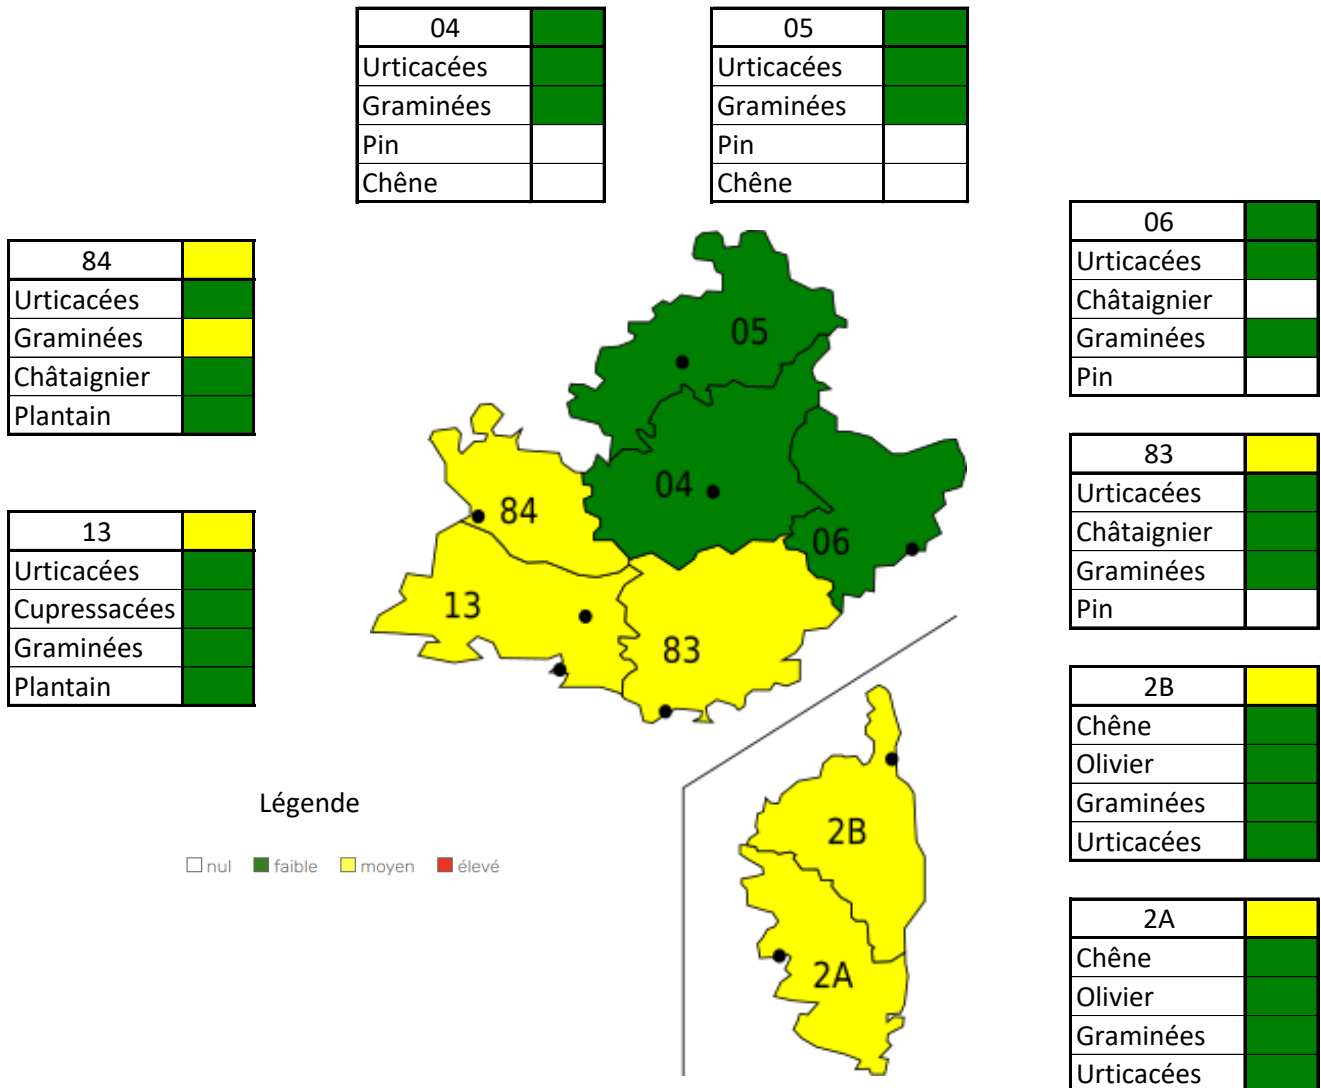 04
Urticacées
Graminées
Pin
Chêne
05
Urticacées
Graminées
Pin
Chêne
84
Urticacées
Graminées
Châtaignier
Plantain
13
Urticacées
Cupressacées
Graminées
Plantain
06
Urticacées
Châtaignier
Graminées
Pin
83
Urticacées
Châtaignier
Graminées
Pin
2B
Chêne
Olivier
Graminées
Urticacées
2A
Chêne
Olivier
Graminées
Urticacées
05
04
84
06
13
83
2B
2A
Légende
nul faible moyen élevé